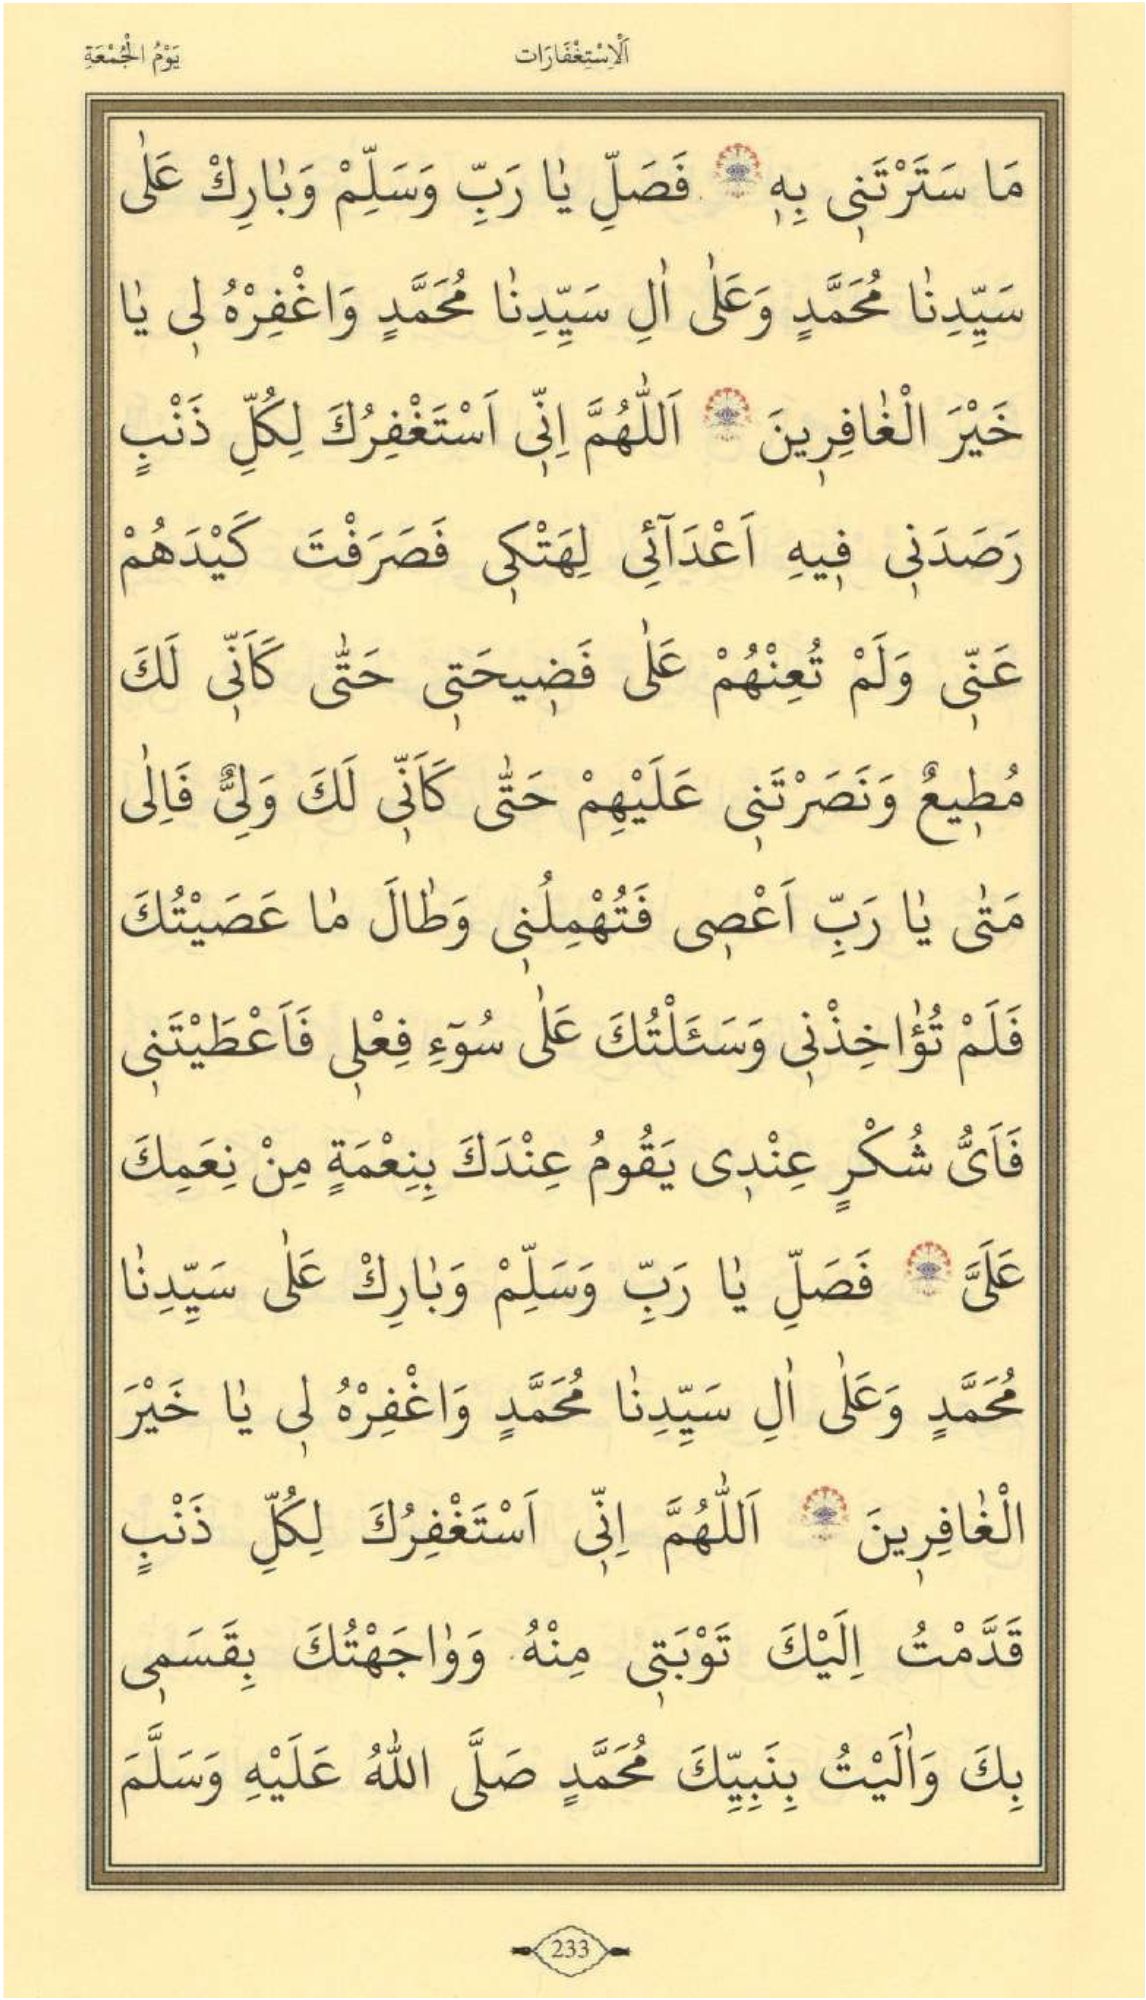 اَلْاِسْتِغْفَارَات يَوْمُ الْجُمْعَةِ
مَا سَتَرْتَنٖي بِهٖ فَصَلِّ يٰا رَبِّ وَسَلِّمْ وَبٰارِكْ عَلٰى
سَيِّدِنٰا مُحَمَّدٍ وَعَلٰى اٰلِ سَيِّدِنٰا مُحَمَّدٍ وَاغْفِرْهُ لٖي يٰا
خَيْرَ الْغٰافِرٖينَ اَللّٰهُمَّ اِنّٖي اَسْتَغْفِرُكَ لِكُلِّ ذَنْبٍ
رَصَدَنٖي فٖيهِ اَعْدَآئِي لِهَتْكٖي فَصَرَفْتَ كَيْدَهُمْ
عَنّٖي وَلَمْ تُعِنْهُمْ عَلٰى فَضٖيحَتٖي حَتّٰى كَاَنّٖي لَكَ
مُطٖيعٌ وَنَصَرْتَنٖي عَلَيْهِمْ حَتّٰى كَاَنّٖي لَكَ وَلِيٌّ فَاِلٰى
مَتٰى يٰا رَبِّ اَعْصٖي فَتُهْمِلُنٖي وَطٰالَ مٰا عَصَيْتُكَ
فَلَمْ تُؤٰاخِذْنٖي وَسَئَلْتُكَ عَلٰى سُوٓءِ فِعْلٖي فَاَعْطَيْتَنٖي
فَاَىُّ شُكْرٍ عِنْدٖى يَقُومُ عِنْدَكَ بِنِعْمَةٍ مِنْ نِعَمِكَ
عَلَىَّ فَصَلِّ يٰا رَبِّ وَسَلِّمْ وَبٰارِكْ عَلٰى سَيِّدِنٰا
مُحَمَّدٍ وَعَلٰى اٰلِ سَيِّدِنٰا مُحَمَّدٍ وَاغْفِرْهُ لٖي يٰا خَيْرَ
الْغٰافِرٖينَ اَللّٰهُمَّ اِنّٖي اَسْتَغْفِرُكَ لِكُلِّ ذَنْبٍ
قَدَّمْتُ اِلَيْكَ تَوْبَتٖي مِنْهُ وَوٰاجَهْتُكَ بِقَسَمٖي
بِكَ وَاٰلَيْتُ بِنَبِيِّكَ مُحَمَّدٍ صَلَّى اللّٰهُ عَلَيْهِ وَسَلَّمَ
233